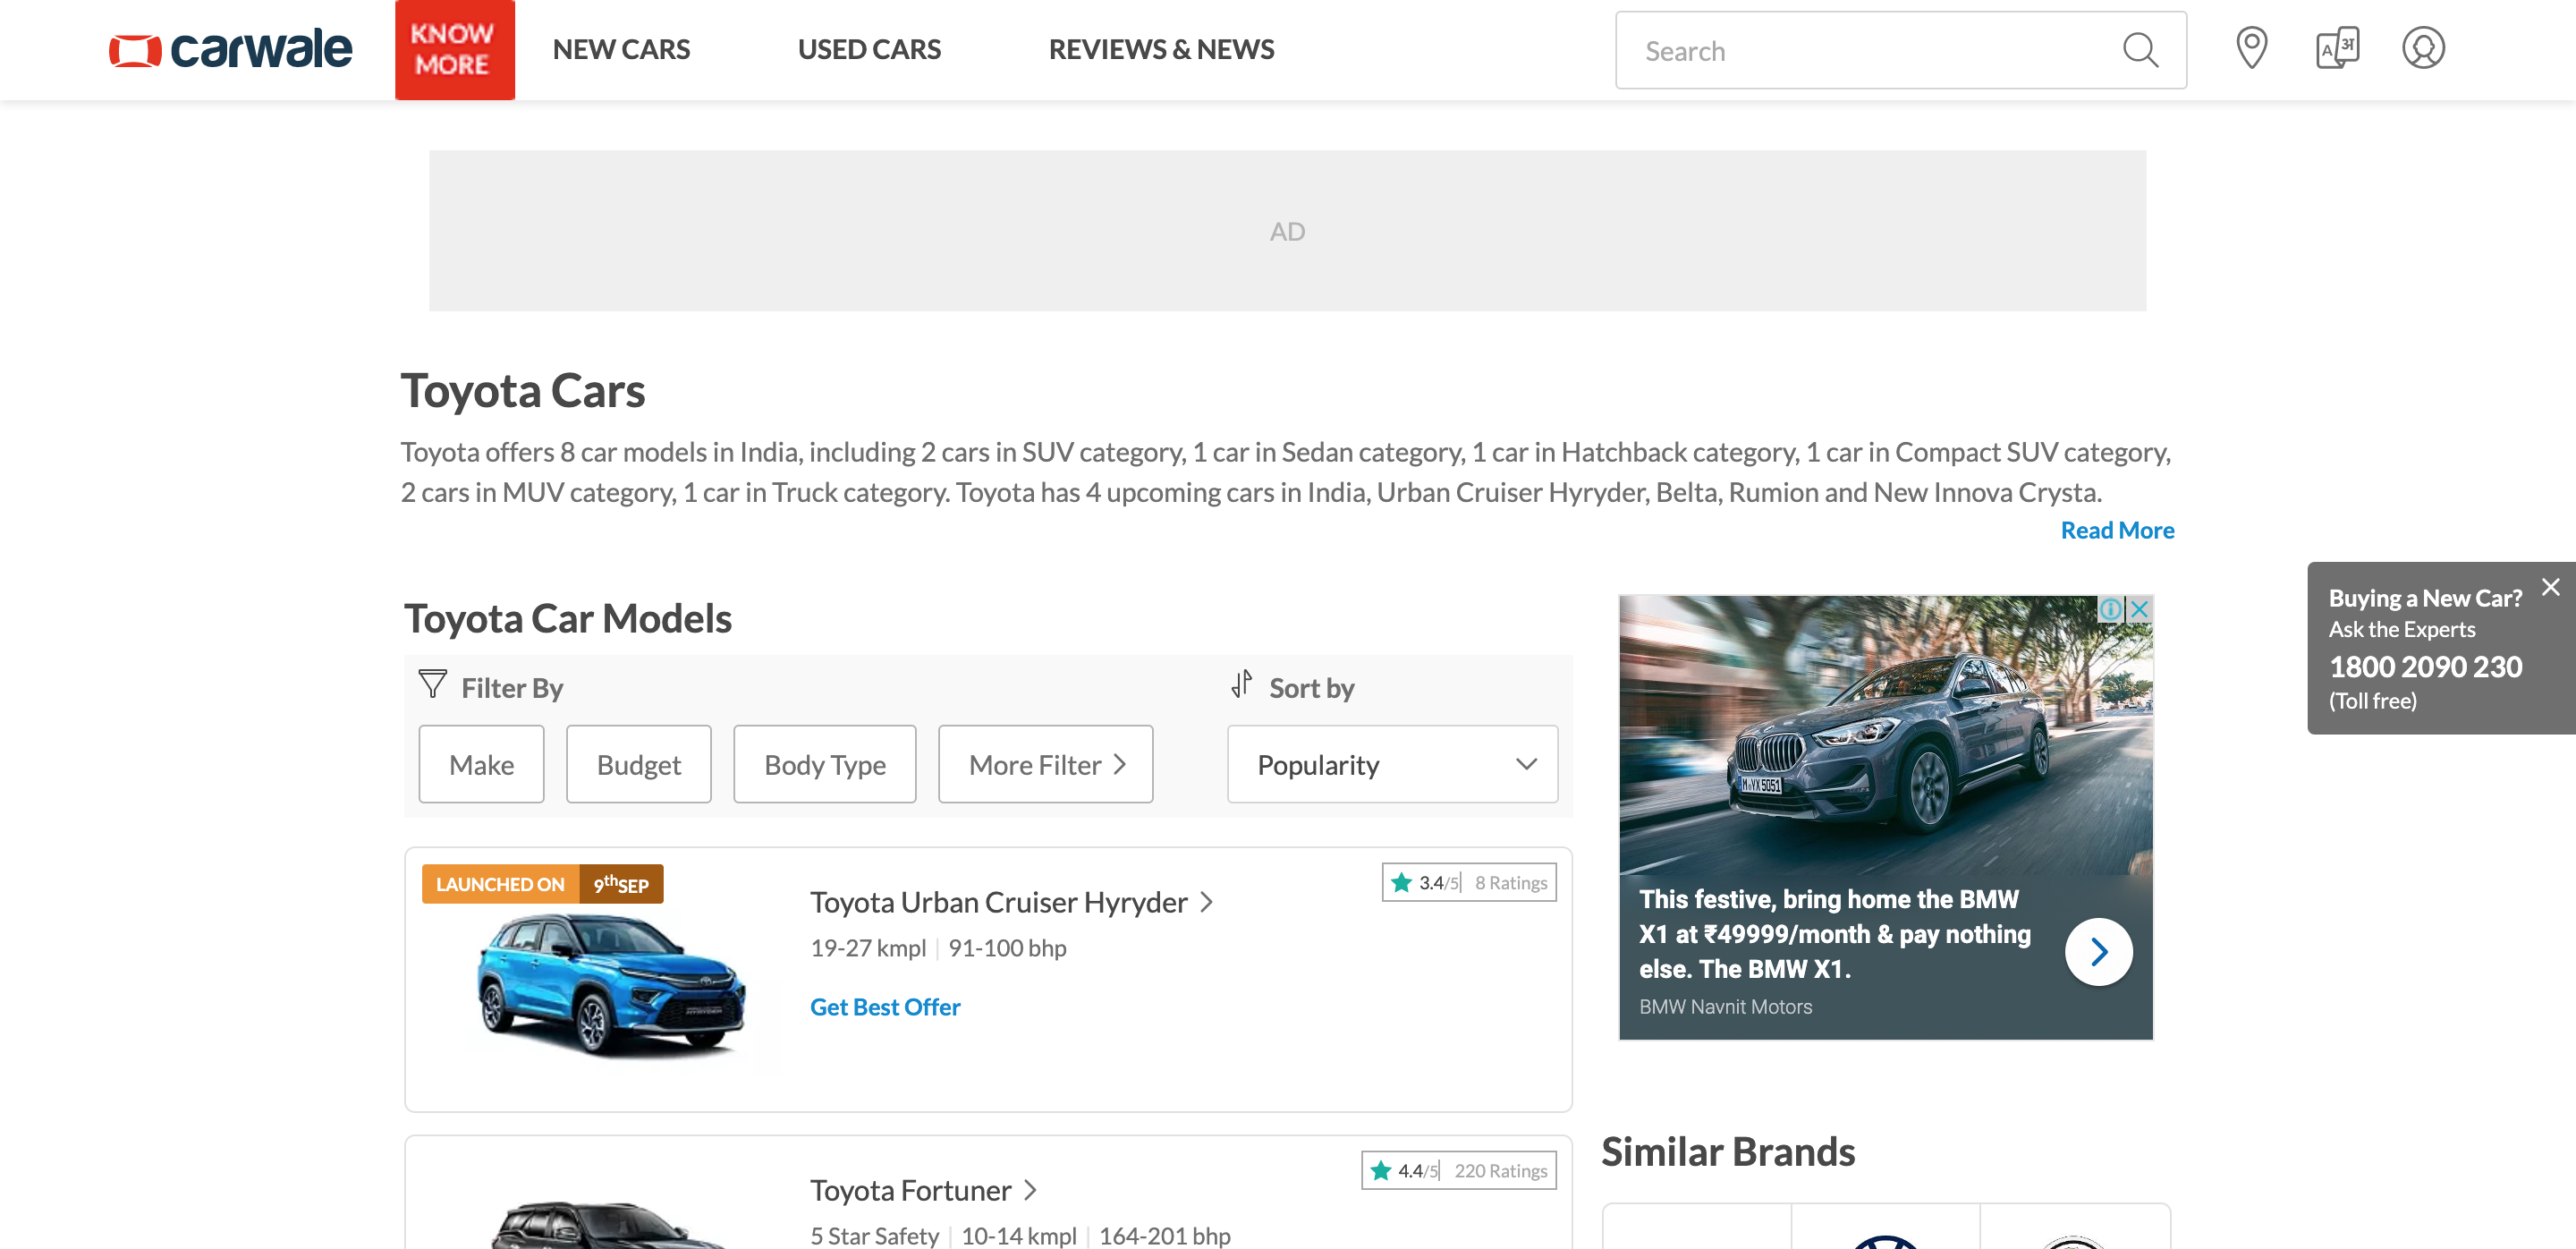 carwale
KNOW
MORE
NEW CARS
USED CARS
REVIEWS & NEWS
Search
A अ
AD
Toyota Cars
Toyota offers 8 car models in India, including 2 cars in SUV category, 1 car in Sedan category, 1 car in Hatchback category, 1 car in Compact SUV category,
2 cars in MUV category, 1 car in Truck category. Toyota has 4 upcoming cars in India, Urban Cruiser Hyryder, Belta, Rumion and New Innova Crysta.
Read More
Buying a New Car?
Ask the Experts
1800 2090 230
(Toll free)
Toyota Car Models
Filter By
Sort by
Make
Budget
Body Type
More Filter
Popularity
LAUNCHED ON 9th SEP
Toyota Urban Cruiser Hyryder
3.4/5 8 Ratings
19-27 kmpl 91-100 bhp
Get Best Offer
M VX 5051
This festive, bring home the BMW
X1 at ₹49999/month & pay nothing
else. The BMW X1.
BMW Navnit Motors
Toyota Fortuner
4.4/5 220 Ratings
5 Star Safety 10-14 kmpl 164-201 bhp
Similar Brands